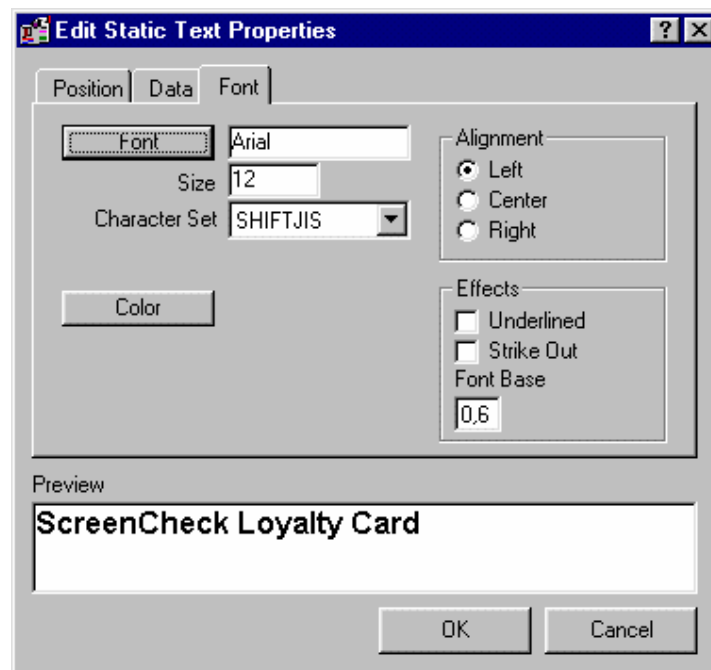 Edit Static Text Properties
Position Data Font
Font Arial
Size 12
Character Set SHIFTJIS
Color
Alignment
Left
Center
Right
Effects
Underlined
Strike Out
Font Base
0,6
Preview
ScreenCheck Loyalty Card
OK Cancel